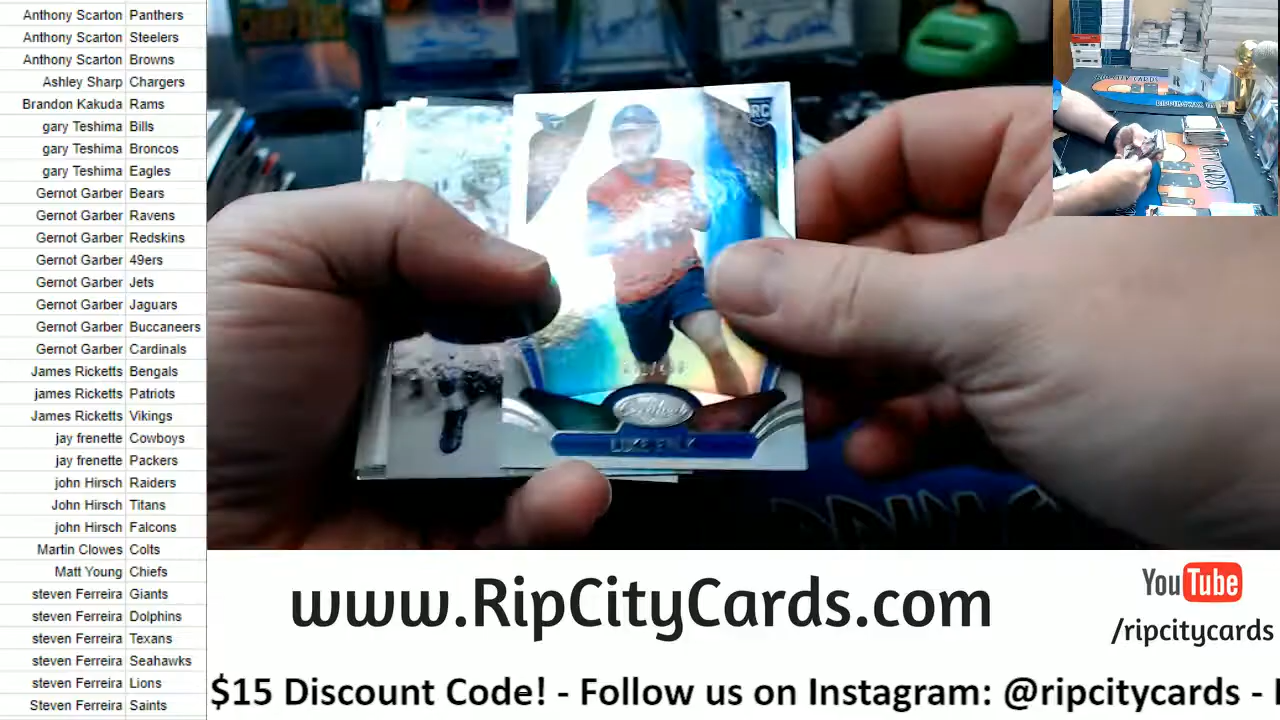 Anthony Scarton Panthers
Anthony Scarton Steelers
Anthony Scarton Browns
Ashley Sharp Chargers
Brandon Kakuda Rams
gary Teshima Bills
gary Teshima Broncos
gary Teshima Eagles
Gernot Garber Bears
Gernot Garber Ravens
Gernot Garber Redskins
Gernot Garber 49ers
Gernot Garber Jets
Gernot Garber Jaguars
Gernot Garber Buccaneers
Gernot Garber Cardinals
James Ricketts Bengals
james Ricketts Patriots
James Ricketts Vikings
jay frenette Cowboys
jay frenette Packers
john Hirsch Raiders
John Hirsch Titans
john Hirsch Falcons
Martin Clowes Colts
Matt Young Chiefs
steven Ferreira Giants
steven Ferreira Dolphins
steven Ferreira Texans
steven Ferreira Seahawks
steven Ferreira Lions
Steven Ferreira Saints
RC
LUKE FALK
www.RipCityCards.com
YouTube
/ripcitycards
$15 Discount Code! - Follow us on Instagram: @ripcitycards -